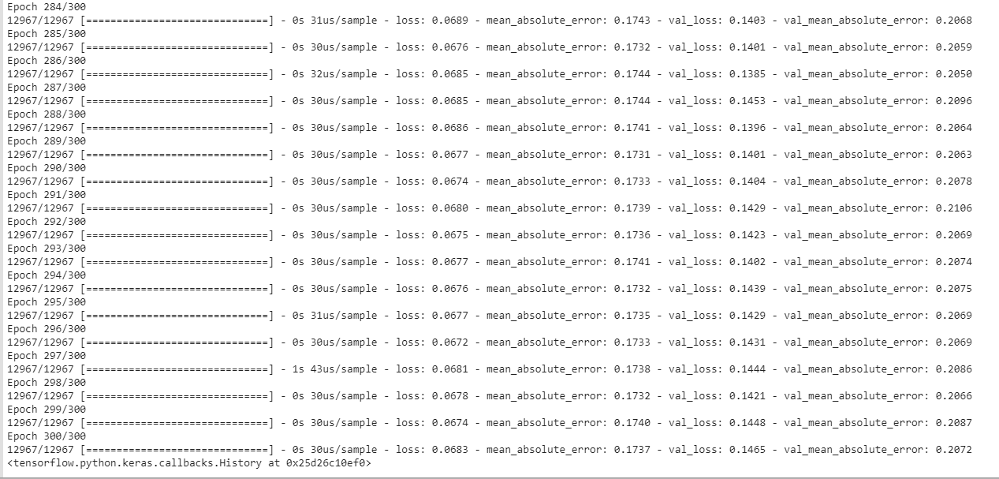 Epoch 284/300
12967/12967 [==============================] - 0s 31us/sample - loss: 0.0689 - mean_absolute_error: 0.1743 - val_loss: 0.1403 - val_mean_absolute_error: 0.2068
Epoch 285/300
12967/12967 [==============================] - 0s 30us/sample - loss: 0.0676 - mean_absolute_error: 0.1732 - val_loss: 0.1401 - val_mean_absolute_error: 0.2059
Epoch 286/300
12967/12967 [==============================] - 0s 32us/sample - loss: 0.0685 - mean_absolute_error: 0.1744 - val_loss: 0.1385 - val_mean_absolute_error: 0.2050
Epoch 287/300
12967/12967 [==============================] - 0s 30us/sample - loss: 0.0685 - mean_absolute_error: 0.1744 - val_loss: 0.1453 - val_mean_absolute_error: 0.2096
Epoch 288/300
12967/12967 [==============================] - 0s 30us/sample - loss: 0.0686 - mean_absolute_error: 0.1741 - val_loss: 0.1396 - val_mean_absolute_error: 0.2064
Epoch 289/300
12967/12967 [==============================] - 0s 30us/sample - loss: 0.0677 - mean_absolute_error: 0.1731 - val_loss: 0.1401 - val_mean_absolute_error: 0.2063
Epoch 290/300
12967/12967 [==============================] - 0s 30us/sample - loss: 0.0674 - mean_absolute_error: 0.1733 - val_loss: 0.1404 - val_mean_absolute_error: 0.2078
Epoch 291/300
12967/12967 [==============================] - 0s 30us/sample - loss: 0.0680 - mean_absolute_error: 0.1739 - val_loss: 0.1429 - val_mean_absolute_error: 0.2106
Epoch 292/300
12967/12967 [==============================] - 0s 30us/sample - loss: 0.0675 - mean_absolute_error: 0.1736 - val_loss: 0.1423 - val_mean_absolute_error: 0.2069
Epoch 293/300
12967/12967 [==============================] - 0s 30us/sample - loss: 0.0677 - mean_absolute_error: 0.1741 - val_loss: 0.1402 - val_mean_absolute_error: 0.2074
Epoch 294/300
12967/12967 [==============================] - 0s 30us/sample - loss: 0.0676 - mean_absolute_error: 0.1732 - val_loss: 0.1439 - val_mean_absolute_error: 0.2075
Epoch 295/300
12967/12967 [==============================] - 0s 31us/sample - loss: 0.0677 - mean_absolute_error: 0.1735 - val_loss: 0.1429 - val_mean_absolute_error: 0.2069
Epoch 296/300
12967/12967 [==============================] - 0s 30us/sample - loss: 0.0672 - mean_absolute_error: 0.1733 - val_loss: 0.1431 - val_mean_absolute_error: 0.2069
Epoch 297/300
12967/12967 [==============================] - 1s 43us/sample - loss: 0.0681 - mean_absolute_error: 0.1738 - val_loss: 0.1444 - val_mean_absolute_error: 0.2086
Epoch 298/300
12967/12967 [==============================] - 0s 30us/sample - loss: 0.0678 - mean_absolute_error: 0.1732 - val_loss: 0.1421 - val_mean_absolute_error: 0.2066
Epoch 299/300
12967/12967 [==============================] - 0s 30us/sample - loss: 0.0674 - mean_absolute_error: 0.1740 - val_loss: 0.1448 - val_mean_absolute_error: 0.2087
Epoch 300/300
12967/12967 [==============================] - 0s 30us/sample - loss: 0.0683 - mean_absolute_error: 0.1737 - val_loss: 0.1465 - val_mean_absolute_error: 0.2072
<tensorflow.python.keras.callbacks.History at 0x25d26c10ef0>